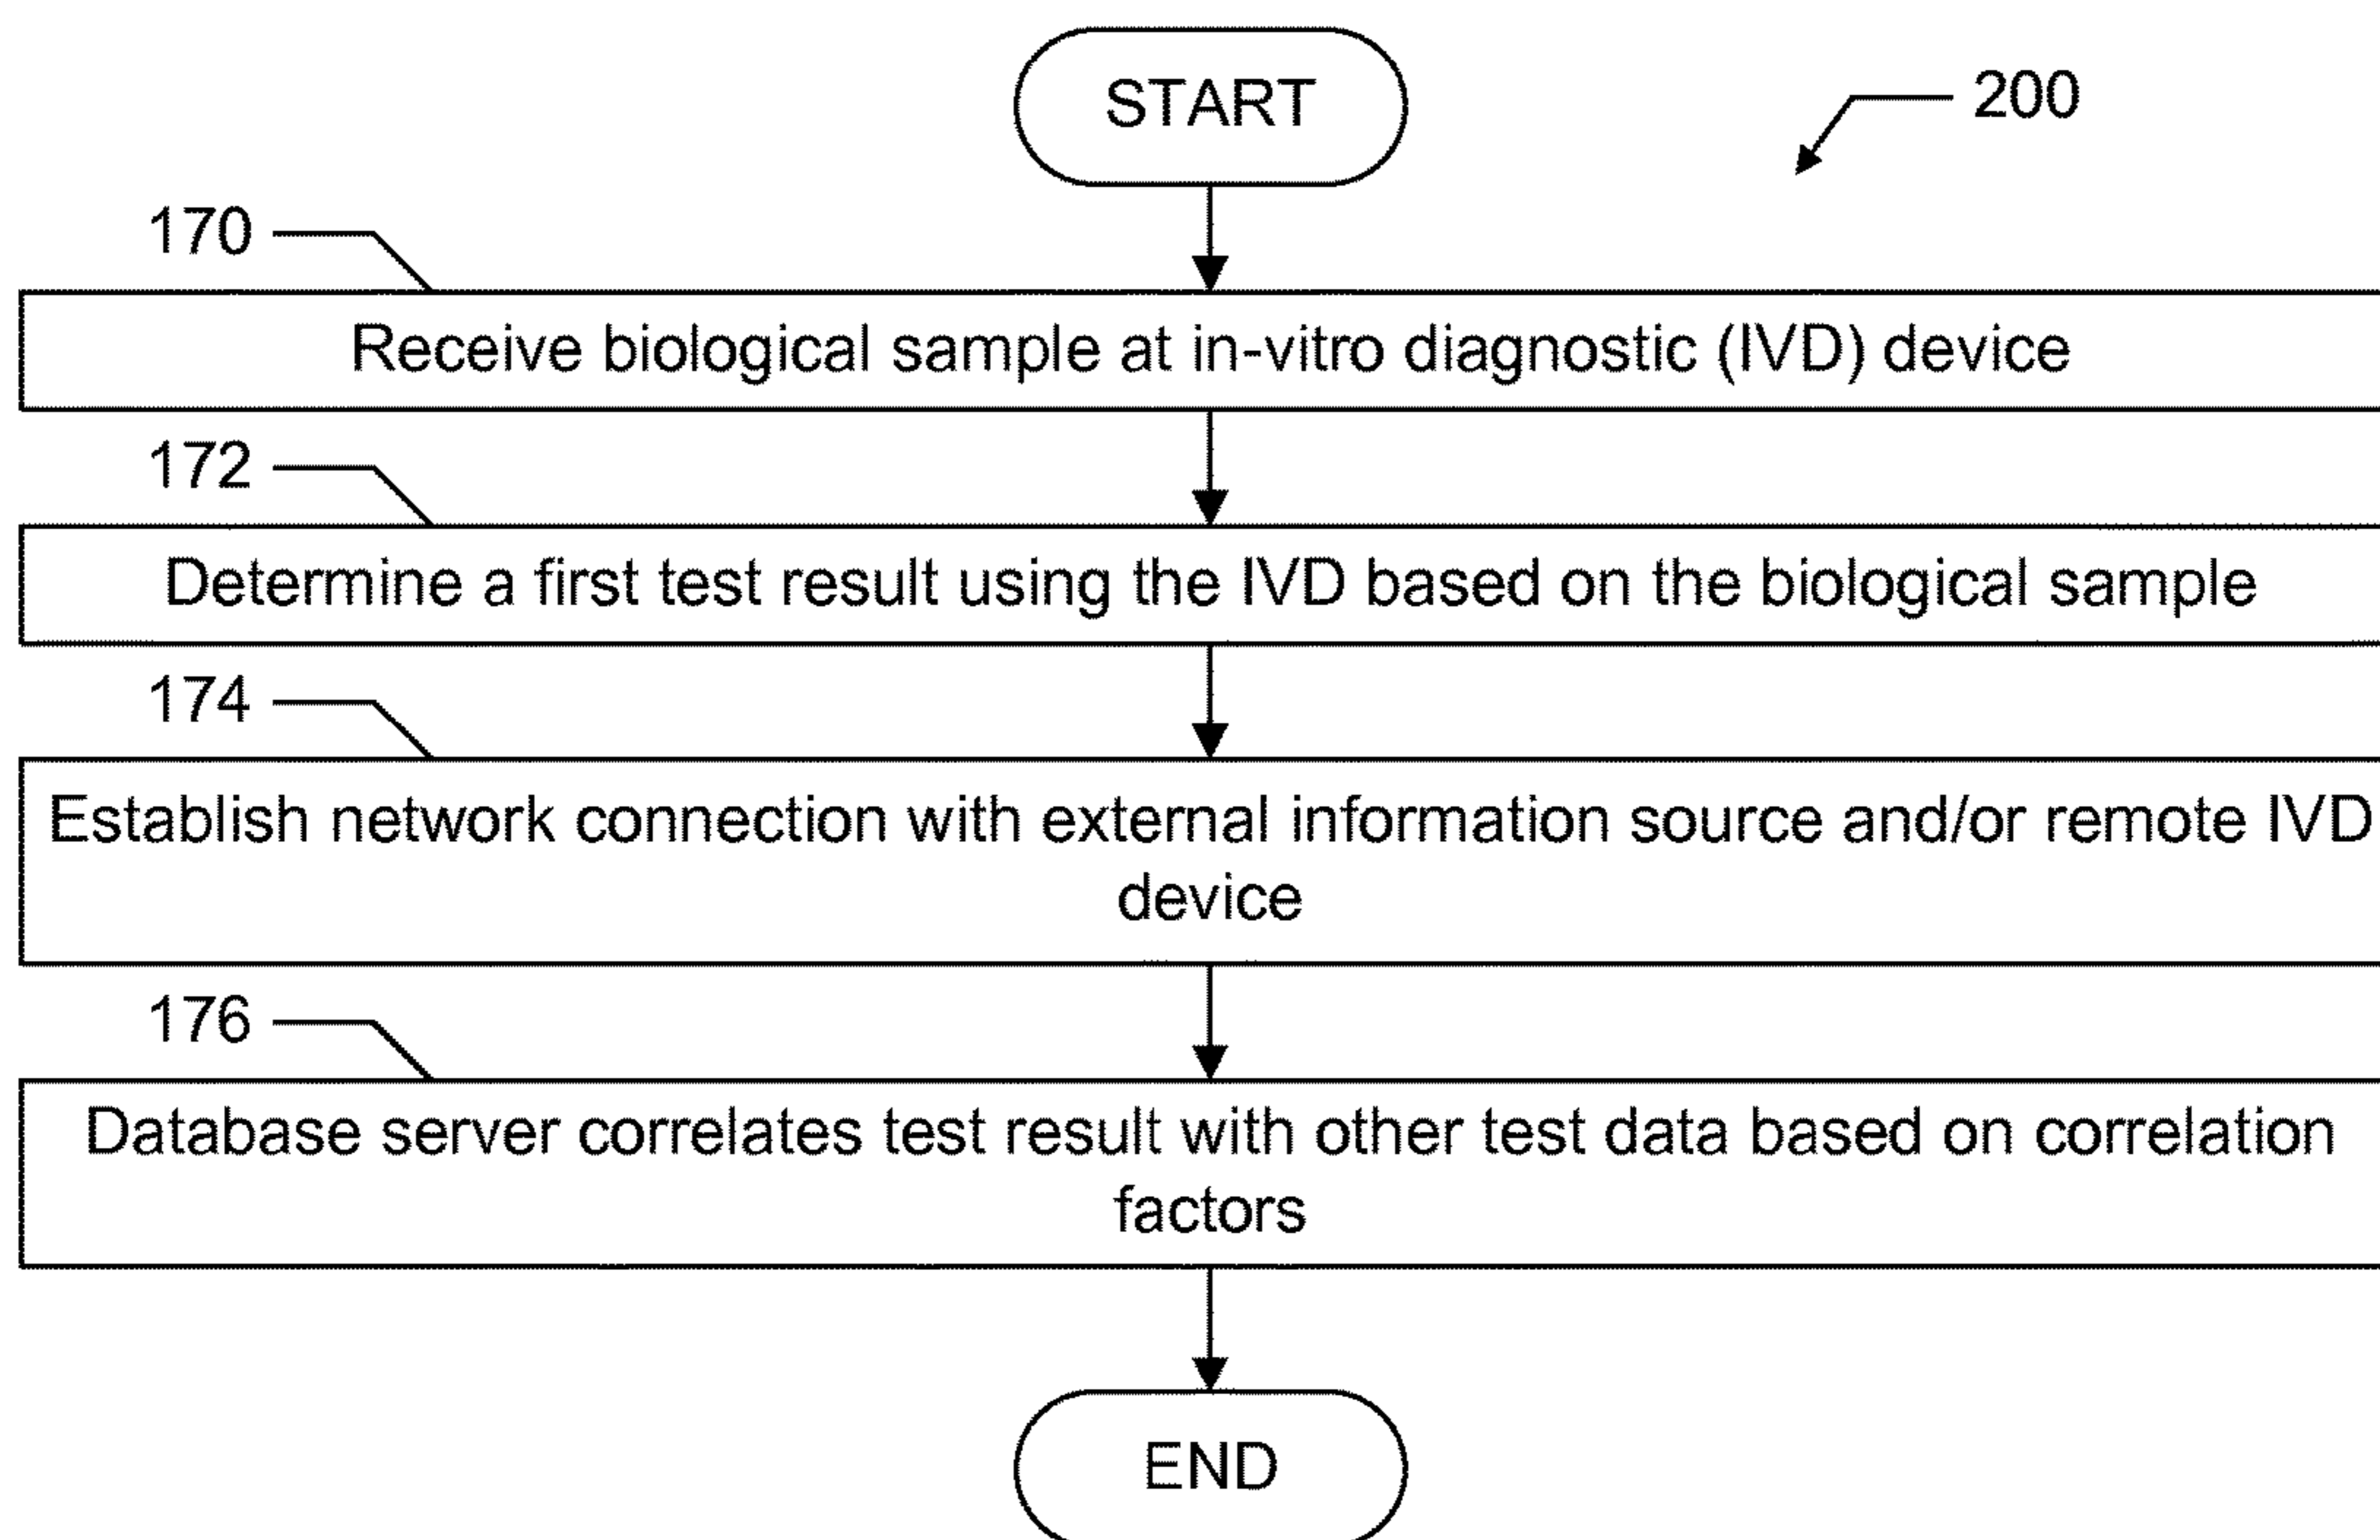 START
200
170
Receive biological sample at in-vitro diagnostic (IVD) device
172
Determine a first test result using the IVD based on the biological sample
174
Establish network connection with external information source and/or remote IVD
device
176
Database server correlates test result with other test data based on correlation
factors
END